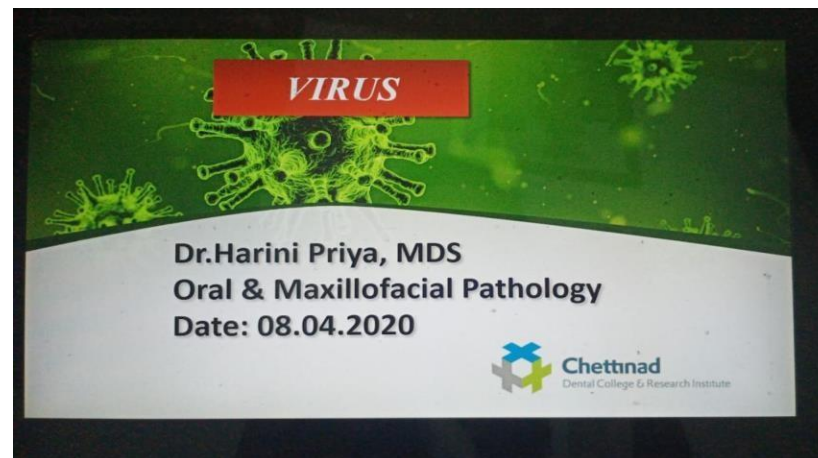 VIRUS
Dr.Harini Priya, MDS
Oral & Maxillofacial Pathology
Date: 08.04.2020
Chettinad
Dental College & Research Institute